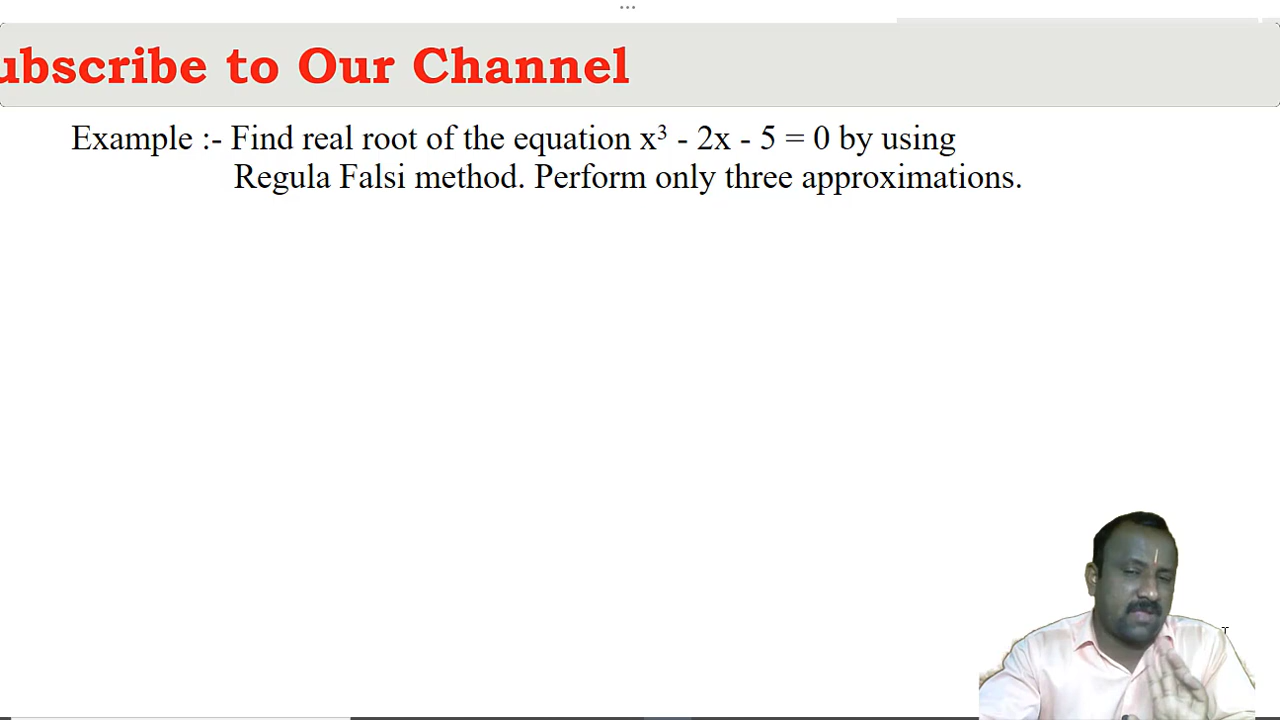 ubscribe to Our Channel
Example :- Find real root of the equation x³ - 2x - 5 = 0 by using
Regula Falsi method. Perform only three approximations.